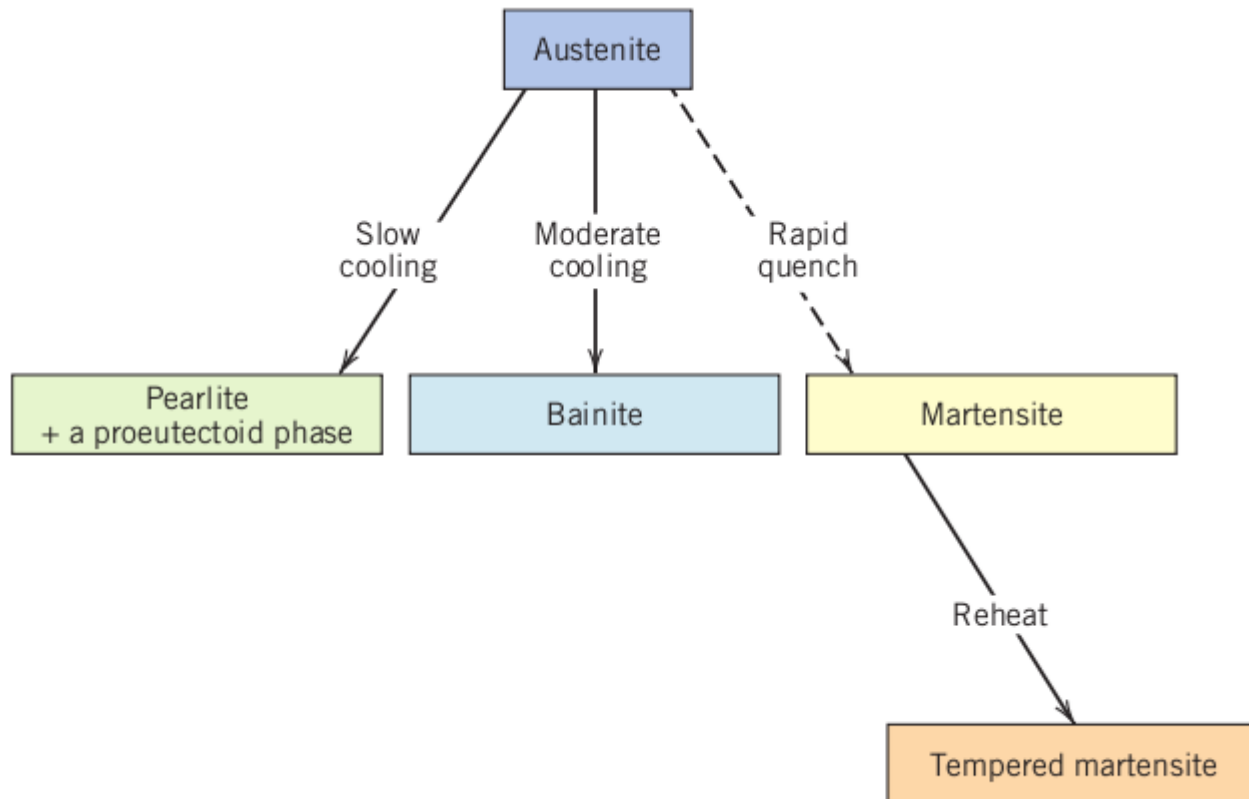 Austenite
Slow
cooling
Moderate
cooling
Rapid
quench
Pearlite
+ a proeutectoid phase
Bainite
Martensite
Reheat
Tempered martensite